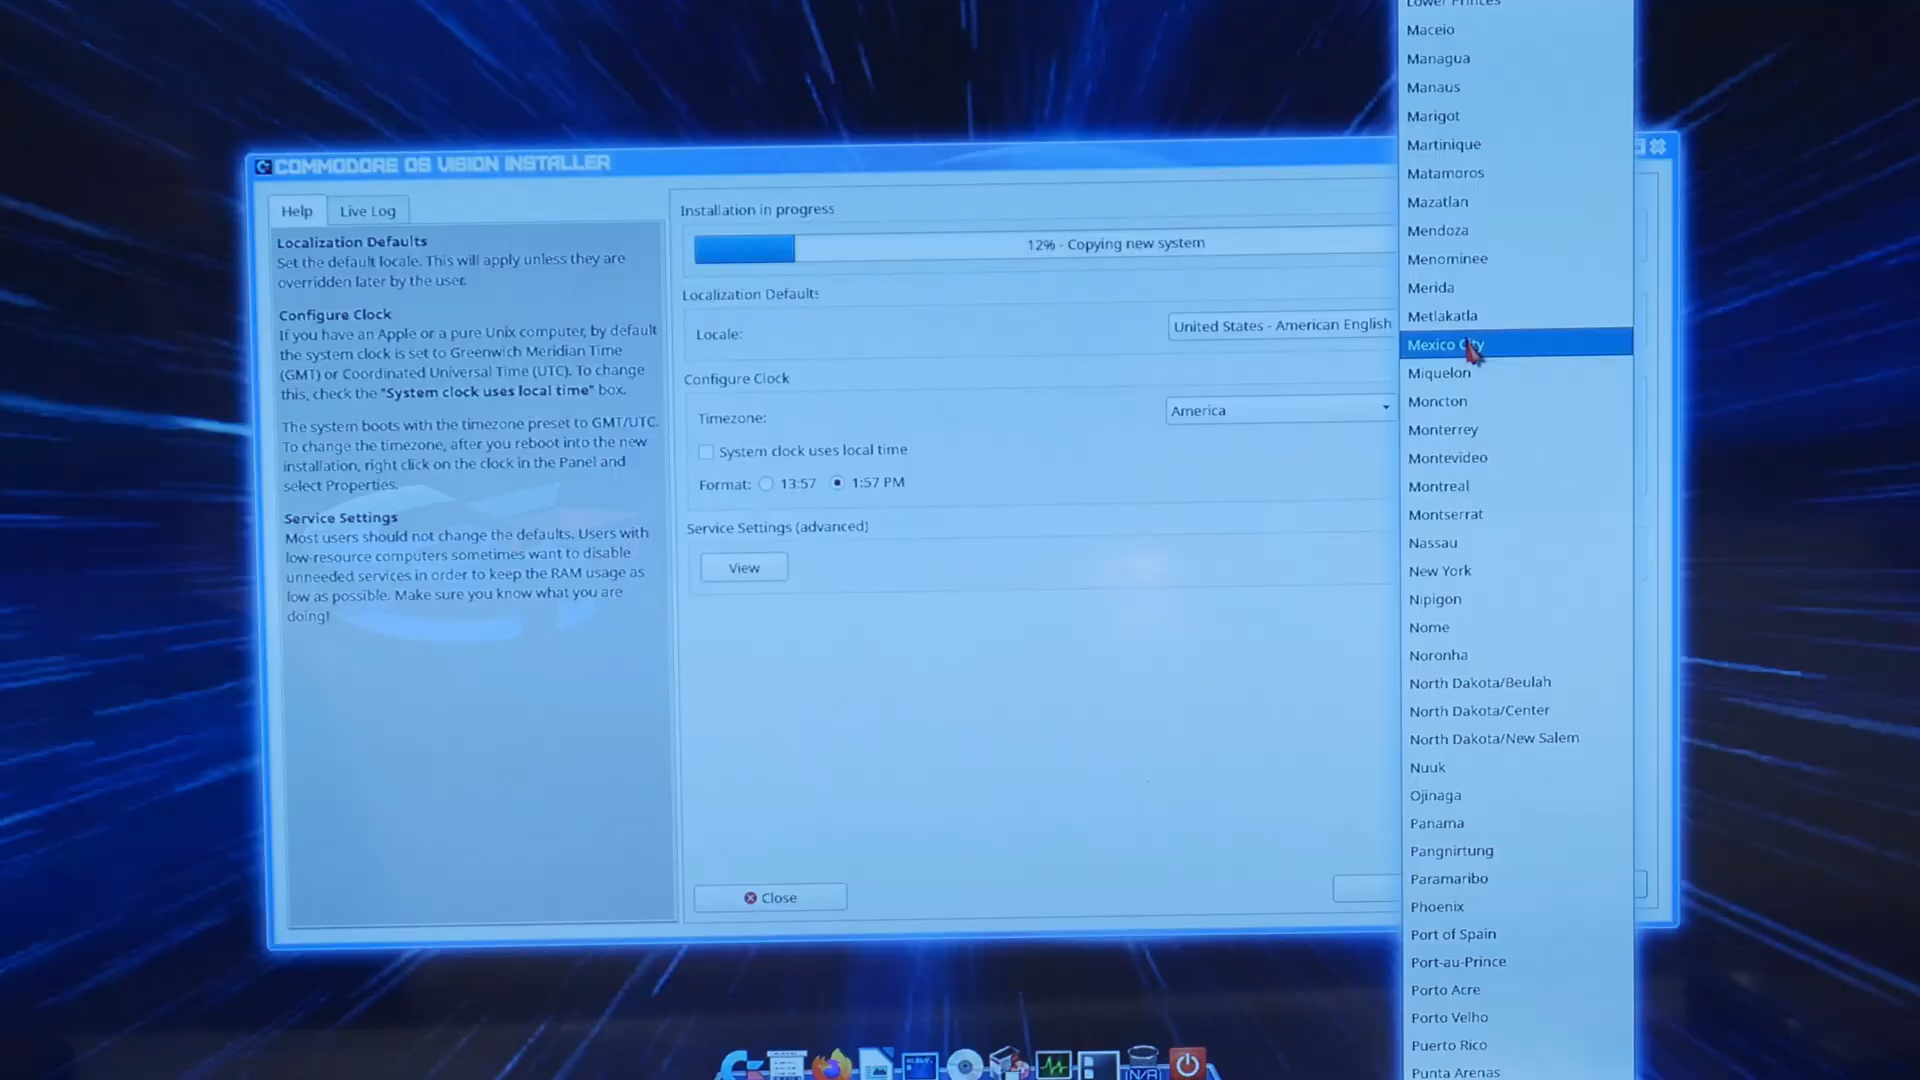 COMMODORE OS VISION INSTALLER
Help
Live Log
Localization Defaults
Set the default locale. This will apply unless they are
overridden later by the user.
Configure Clock
If you have an Apple or a pure Unix computer, by default
the system clock is set to Greenwich Meridian Time
(GMT) or Coordinated Universal Time (UTC). To change
this, check the "System clock uses local time" box.
The system boots with the timezone preset to GMT/UTC.
To change the timezone, after you reboot into the new
installation, right click on the clock in the Panel and
select Properties.
Service Settings
Most users should not change the defaults. Users with
low-resource computers sometimes want to disable
unneeded services in order to keep the RAM usage as
low as possible. Make sure you know what you are
doing!
Installation in progress
12% - Copying new system
Localization Defaults
Locale:
United States - American English
Configure Clock
Timezone:
America
System clock uses local time
Format:
13:57
1:57 PM
Service Settings (advanced)
View
Close
Lower Princes
Maceio
Managua
Manaus
Marigot
Martinique
Matamoros
Mazatlan
Mendoza
Menominee
Merida
Metlakatla
Mexico City
Miquelon
Moncton
Monterrey
Montevideo
Montreal
Montserrat
Nassau
New York
Nipigon
Nome
Noronha
North Dakota/Beulah
North Dakota/Center
North Dakota/New Salem
Nuuk
Ojinaga
Panama
Pangnirtung
Paramaribo
Phoenix
Port of Spain
Port-au-Prince
Porto Acre
Porto Velho
Puerto Rico
Punta Arenas